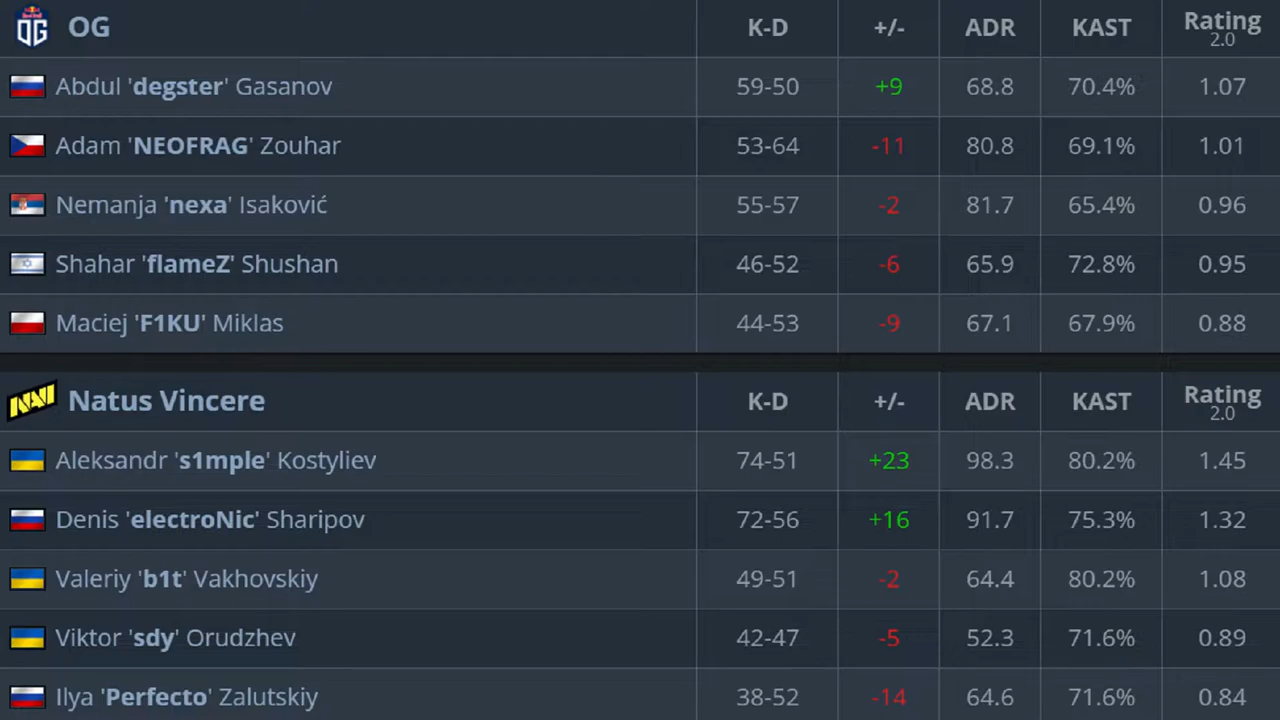 OG K-D +/- ADR KAST Rating 2.0
Abdul 'degster' Gasanov 59-50 +9 68.8 70.4% 1.07
Adam 'NEOFRAG' Zouhar 53-64 -11 80.8 69.1% 1.01
Nemanja 'nexa' Isaković 55-57 -2 81.7 65.4% 0.96
Shahar 'flameZ' Shushan 46-52 -6 65.9 72.8% 0.95
Maciej 'F1KU' Miklas 44-53 -9 67.1 67.9% 0.88
Natus Vincere K-D +/- ADR KAST Rating 2.0
Aleksandr 's1mple' Kostyliev 74-51 +23 98.3 80.2% 1.45
Denis 'electroNic' Sharipov 72-56 +16 91.7 75.3% 1.32
Valeriy 'b1t' Vakhovskiy 49-51 -2 64.4 80.2% 1.08
Viktor 'sdy' Orudzhev 42-47 -5 52.3 71.6% 0.89
Ilya 'Perfecto' Zalutskiy 38-52 -14 64.6 71.6% 0.84